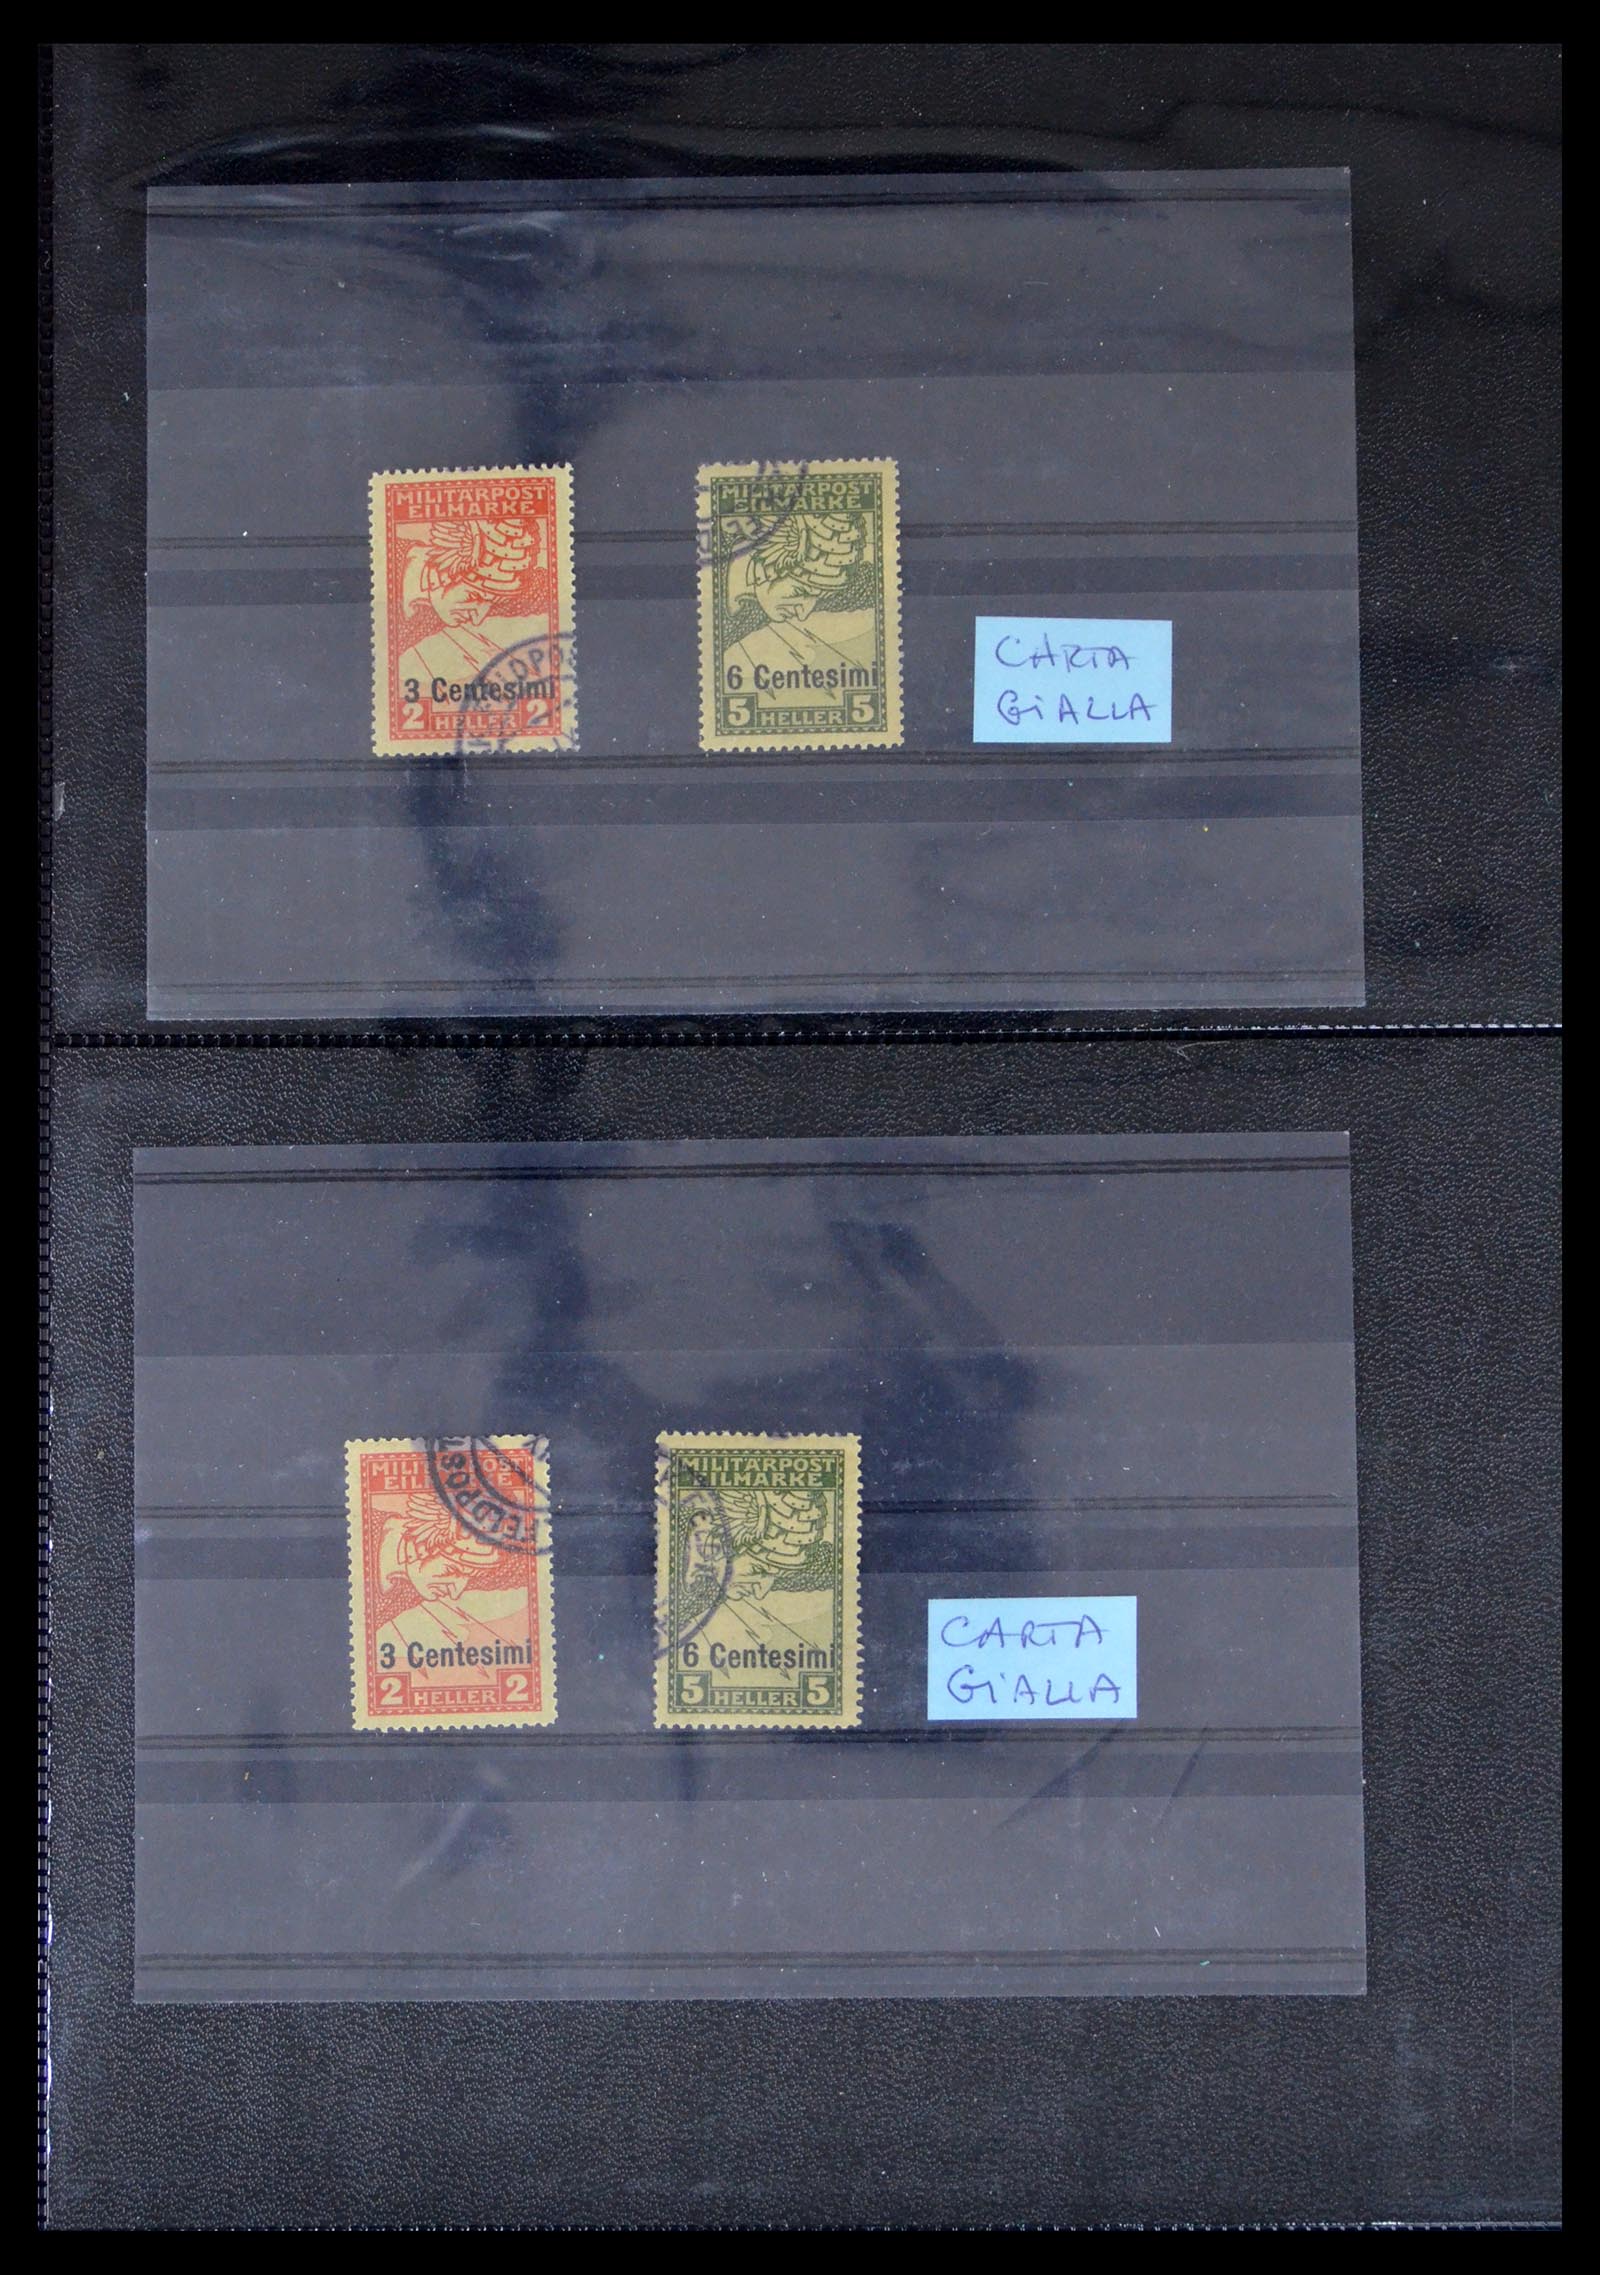 MILITÄRPOST
EILMARKE
3 Centesimi
2 HELLER 2
MILITÄRPOST
EILMARKE
6 Centesimi
5 HELLER 5
CARTA
GiALLA
MILITÄRPOST
EILMARKE
FELDPOST
3 Centesimi
2 HELLER 2
MILITÄRPOST
EILMARKE
6 Centesimi
5 HELLER 5
CARTA
GiALLA